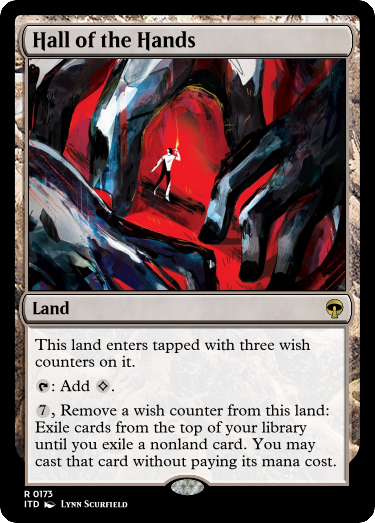 Hall of the Hands
Land
This land enters tapped with three wish
counters on it.
: Add .
7, Remove a wish counter from this land:
Exile cards from the top of your library
until you exile a nonland card. You may
cast that card without paying its mana cost.
R 0173
ITD Lynn Scurfield